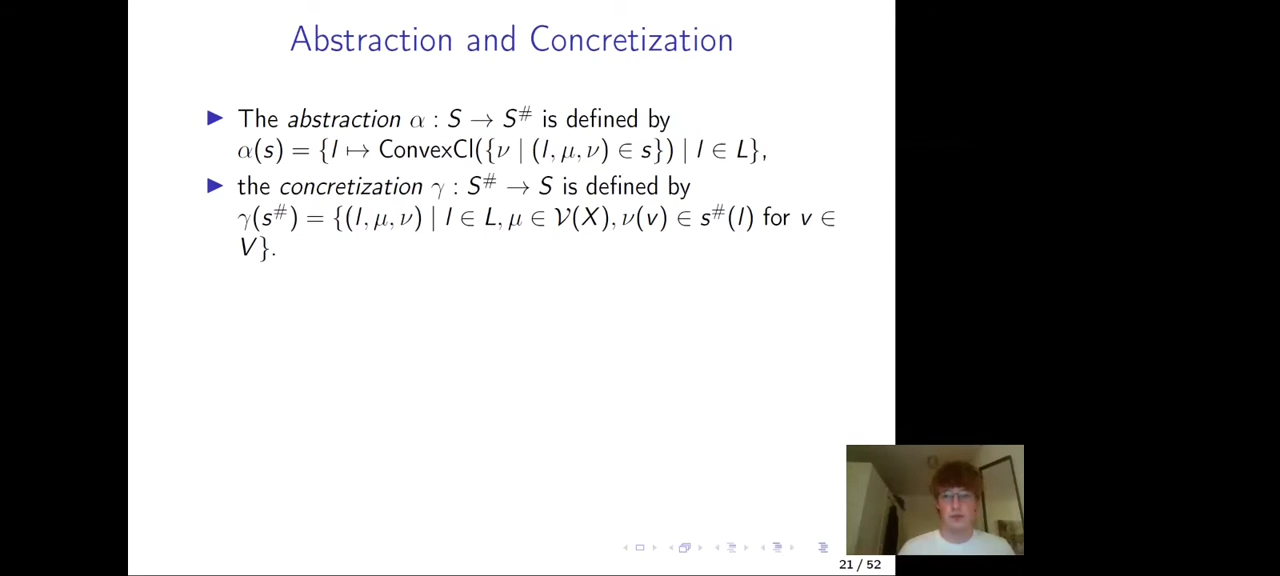 Abstraction and Concretization
▶ The abstraction α : S → S# is defined by
α(s) = {l ↦ ConvexCl({ν | (l, μ, ν) ∈ s}) | l ∈ L},
▶ the concretization γ : S# → S is defined by
γ(s#) = {(l, μ, ν) | l ∈ L, μ ∈ 𝒱(X), ν(v) ∈ s#(l) for v ∈
V}.
21 / 52